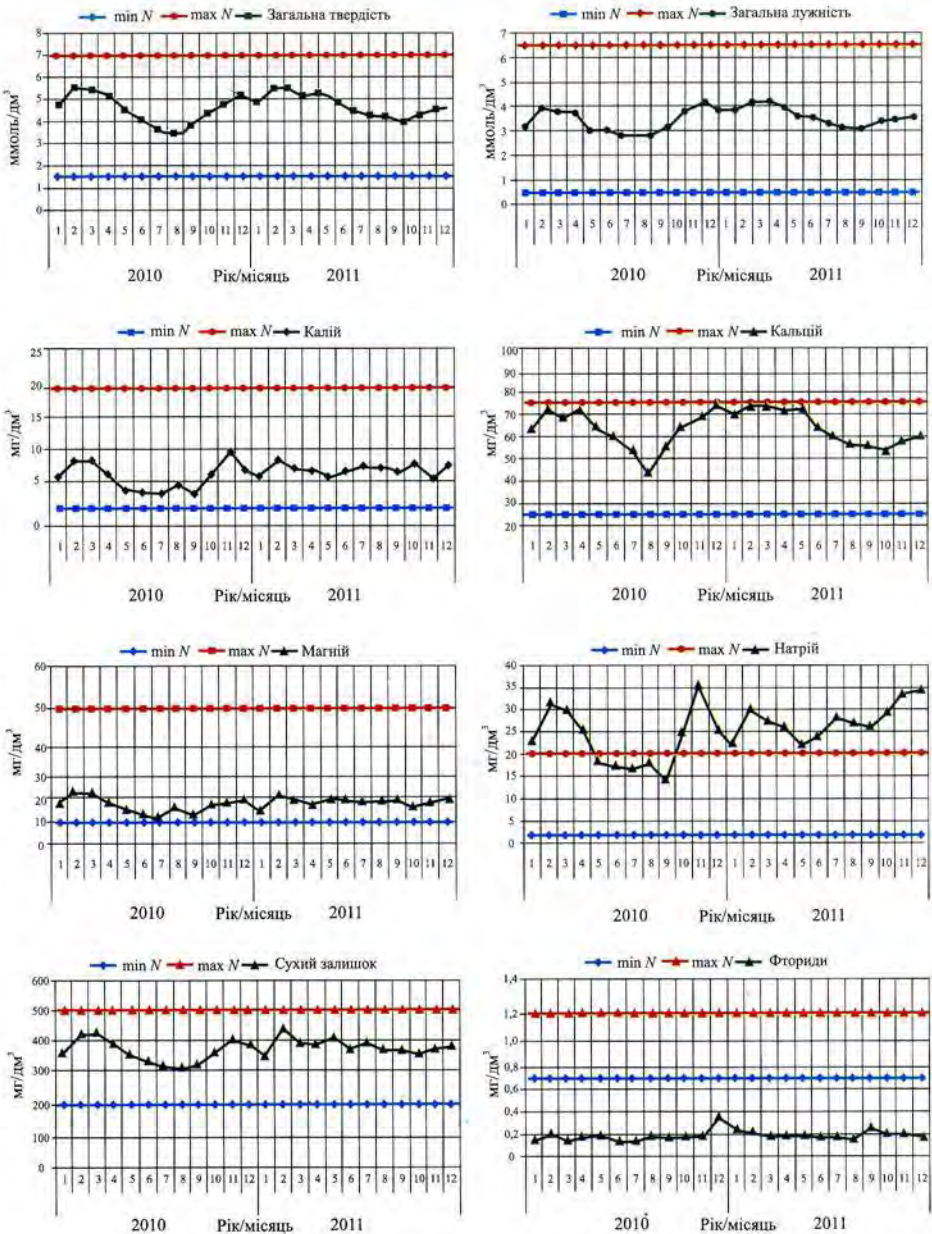 min N max N Загальна твердість
ммоль/дм³
8
7
6
5
4
3
2
1
0
1 2 3 4 5 6 7 8 9 10 11 12 1 2 3 4 5 6 7 8 9 10 11 12
2010 Рік/місяць 2011
min N max N Загальна лужність
ммоль/дм³
7
6
5
4
3
2
1
0
1 2 3 4 5 6 7 8 9 10 11 12 1 2 3 4 5 6 7 8 9 10 11 12
2010 Рік/місяць 2011
min N max N Калій
мг/дм³
25
20
15
10
5
0
1 2 3 4 5 6 7 8 9 10 11 12 1 2 3 4 5 6 7 8 9 10 11 12
2010 Рік/місяць 2011
min N max N Кальцій
мг/дм³
100
90
80
70
60
50
40
30
20
1 2 3 4 5 6 7 8 9 10 11 12 1 2 3 4 5 6 7 8 9 10 11 12
2010 Рік/місяць 2011
min N max N Магній
мг/дм³
60
50
40
30
20
10
0
1 2 3 4 5 6 7 8 9 10 11 12 1 2 3 4 5 6 7 8 9 10 11 12
2010 Рік/місяць 2011
min N max N Натрій
мг/дм³
40
35
30
25
20
15
10
5
0
1 2 3 4 5 6 7 8 9 10 11 12 1 2 3 4 5 6 7 8 9 10 11 12
2010 Рік/місяць 2011
min N max N Сухий залишок
мг/дм³
600
500
400
300
200
100
0
1 2 3 4 5 6 7 8 9 10 11 12 1 2 3 4 5 6 7 8 9 10 11 12
2010 Рік/місяць 2011
min N max N Фториди
мг/дм³
1,4
1,2
1,0
0,8
0,6
0,4
0,2
0
1 2 3 4 5 6 7 8 9 10 11 12 1 2 3 4 5 6 7 8 9 10 11 12
2010 Рік/місяць 2011